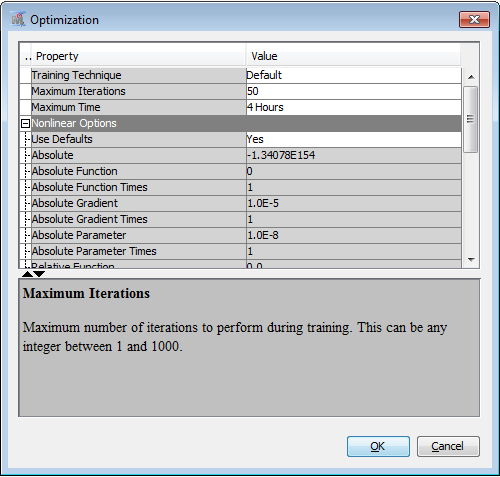 Optimization
.. Property Value
Training Technique Default
Maximum Iterations 50
Maximum Time 4 Hours
Nonlinear Options
Use Defaults Yes
Absolute -1.34078E154
Absolute Function 0
Absolute Function Times 1
Absolute Gradient 1.0E-5
Absolute Gradient Times 1
Absolute Parameter 1.0E-8
Absolute Parameter Times 1
Relative Function 0.0
Maximum Iterations
Maximum number of iterations to perform during training. This can be any
integer between 1 and 1000.
OK Cancel